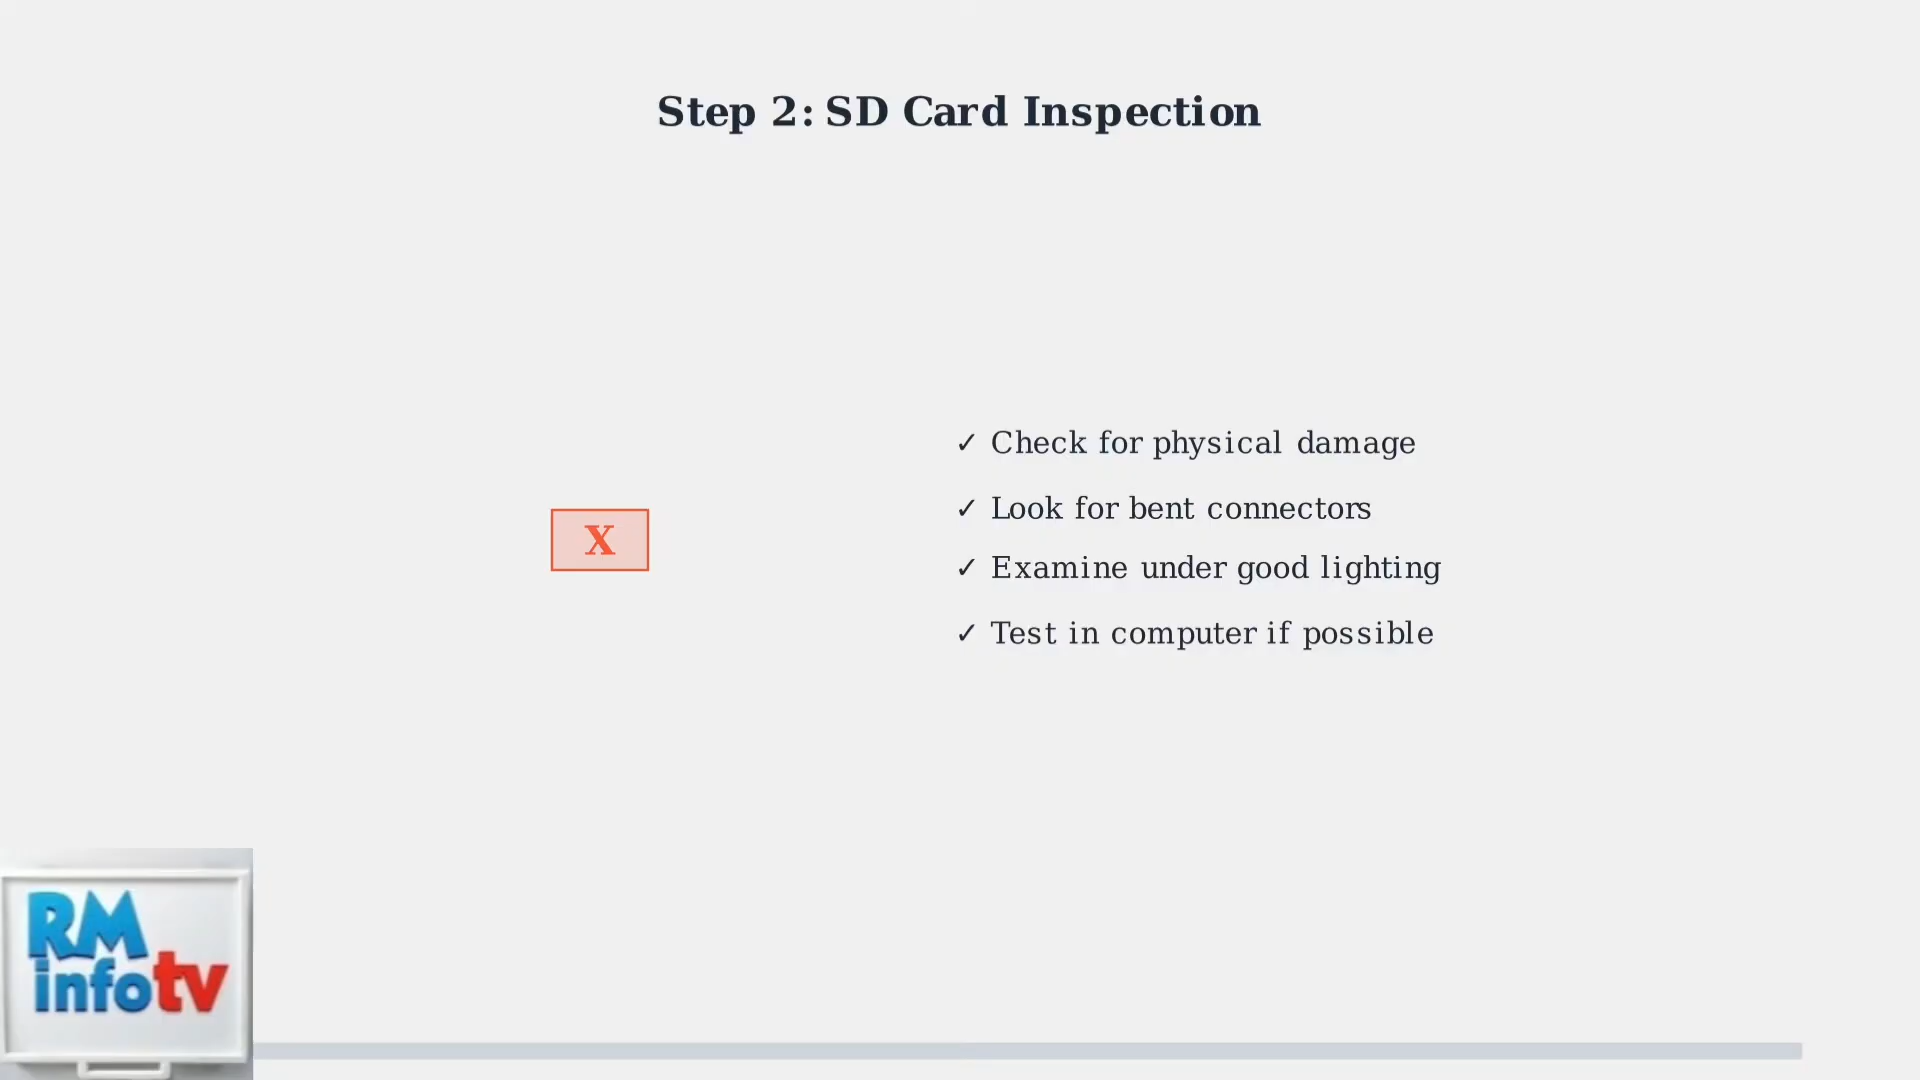 Step 2: SD Card Inspection
X
✓ Check for physical damage
✓ Look for bent connectors
✓ Examine under good lighting
✓ Test in computer if possible
RM
infotv